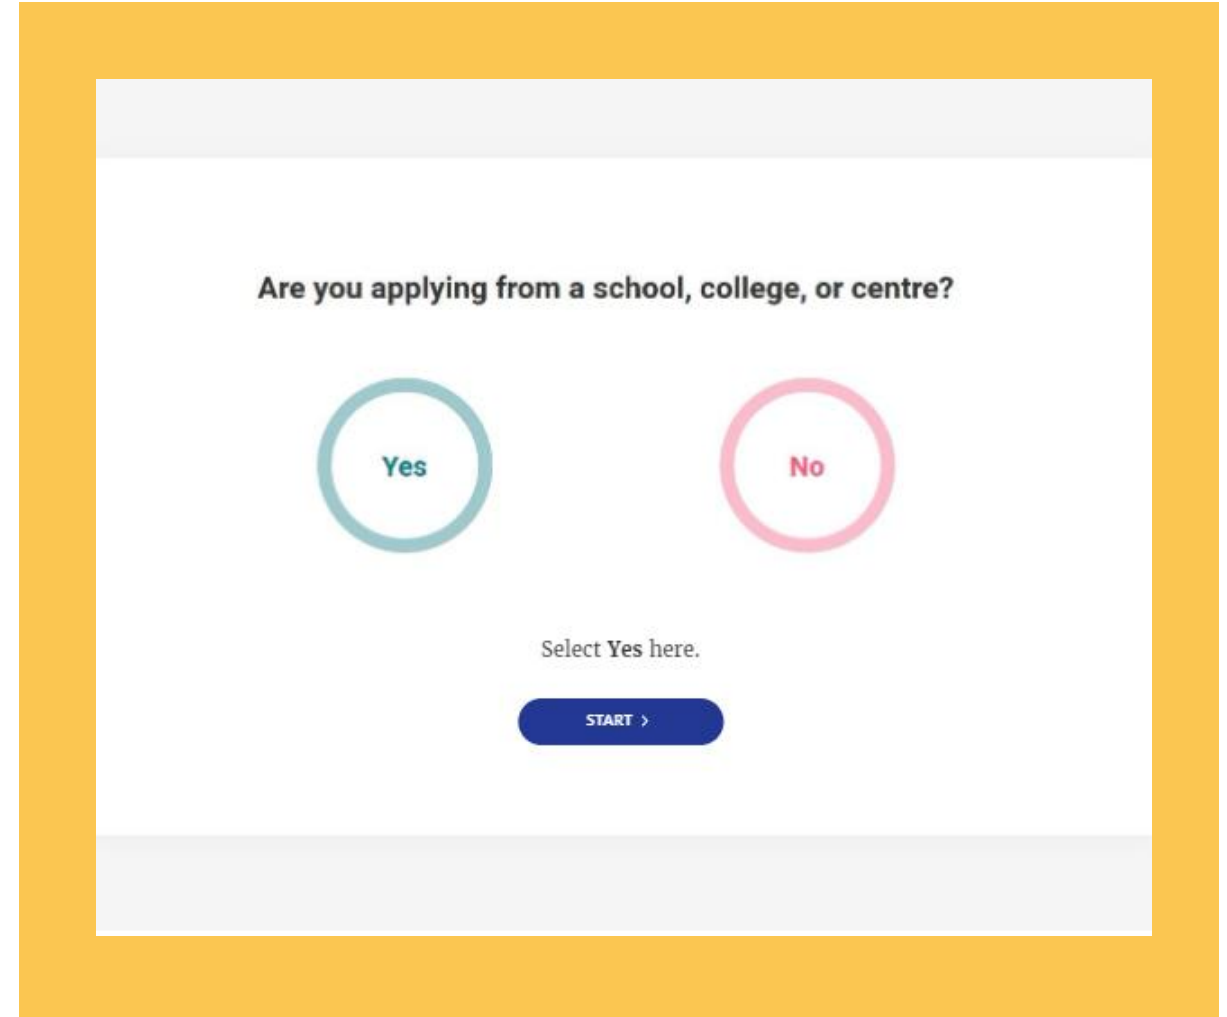 Are you applying from a school, college, or centre?
Yes
No
Select Yes here.
START >